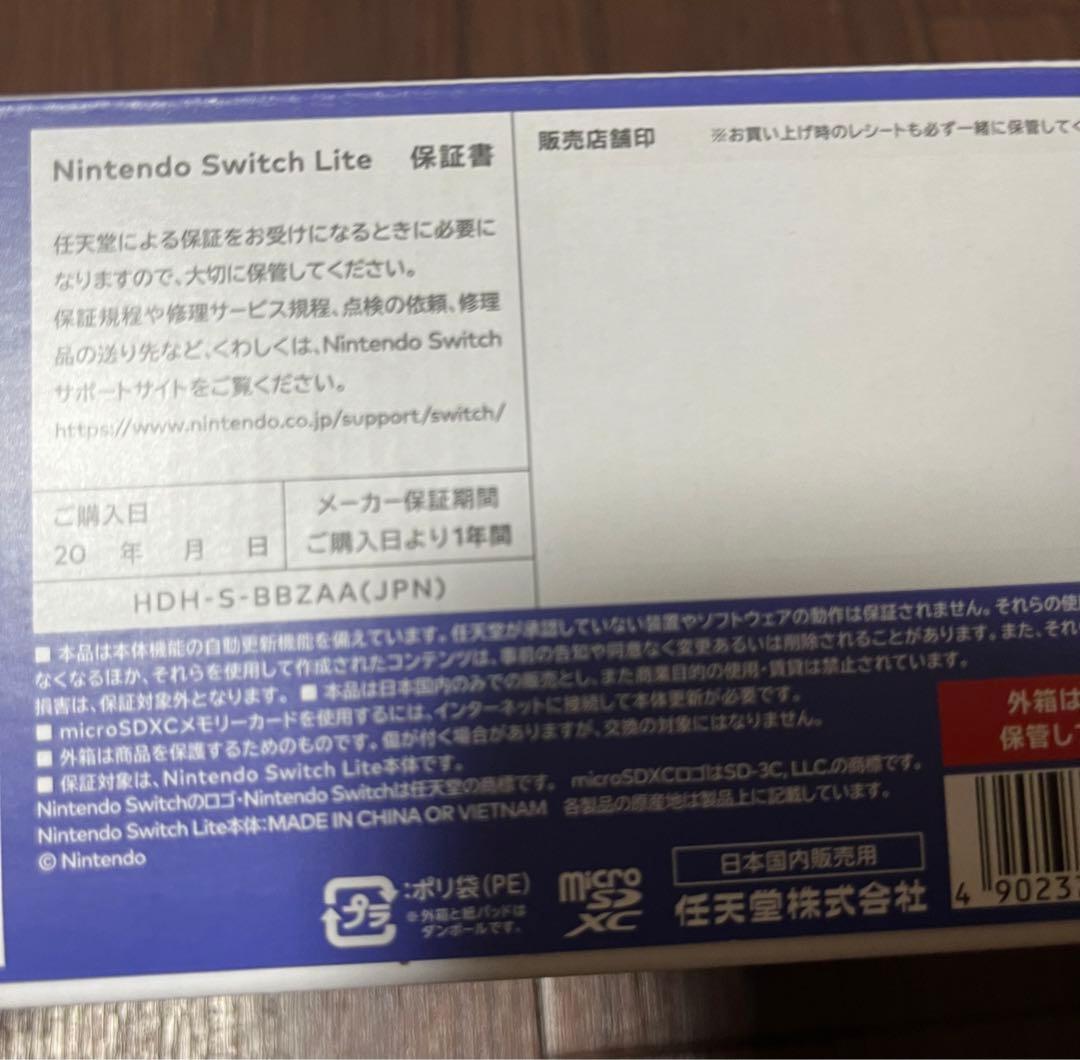 Nintendo Switch Lite 保証書
任天堂による保証をお受けになるときに必要に
なりますので、大切に保管してください。
保証規程や修理サービス規程、点検の依頼、修理
品の送り先など、くわしくは、Nintendo Switch
サポートサイトをご覧ください。
https://www.nintendo.co.jp/support/switch/
ご購入日
20 年 月 日
メーカー保証期間
ご購入日より1年間
HDH-S-BBZAA(JPN)
販売店舗印 ※お買い上げ時のレシートも必ず一緒に保管してく
■ 本品は本体機能の自動更新機能を備えています。任天堂が承認していない装置やソフトウェアの動作は保証されません。それらの使
なくなるほか、それらを使用して作成されたコンテンツは、事前の告知や同意なく変更あるいは削除されることがあります。また、それ
損害は、保証対象外となります。 ■ 本品は日本国内のみでの販売とし、また商業目的の使用・賃貸は禁止されています。
■ microSDXCメモリーカードを使用するには、インターネットに接続して本体更新が必要です。
■ 外箱は商品を保護するためのものです。傷が付く場合がありますが、交換の対象にはなりません。
■ 保証対象は、Nintendo Switch Lite本体です。
Nintendo Switchのロゴ・Nintendo Switchは任天堂の商標です。 microSDXCロゴはSD-3C, LLC.の商標です。
Nintendo Switch Lite本体:MADE IN CHINA OR VIETNAM 各製品の原産地は製品上に記載しています。
© Nintendo
プラ
:ポリ袋(PE)
※外箱と紙パッドは
ダンボールです。
micro
SD
XC
日本国内販売用
任天堂株式会社
外箱は
保管し
4 90237